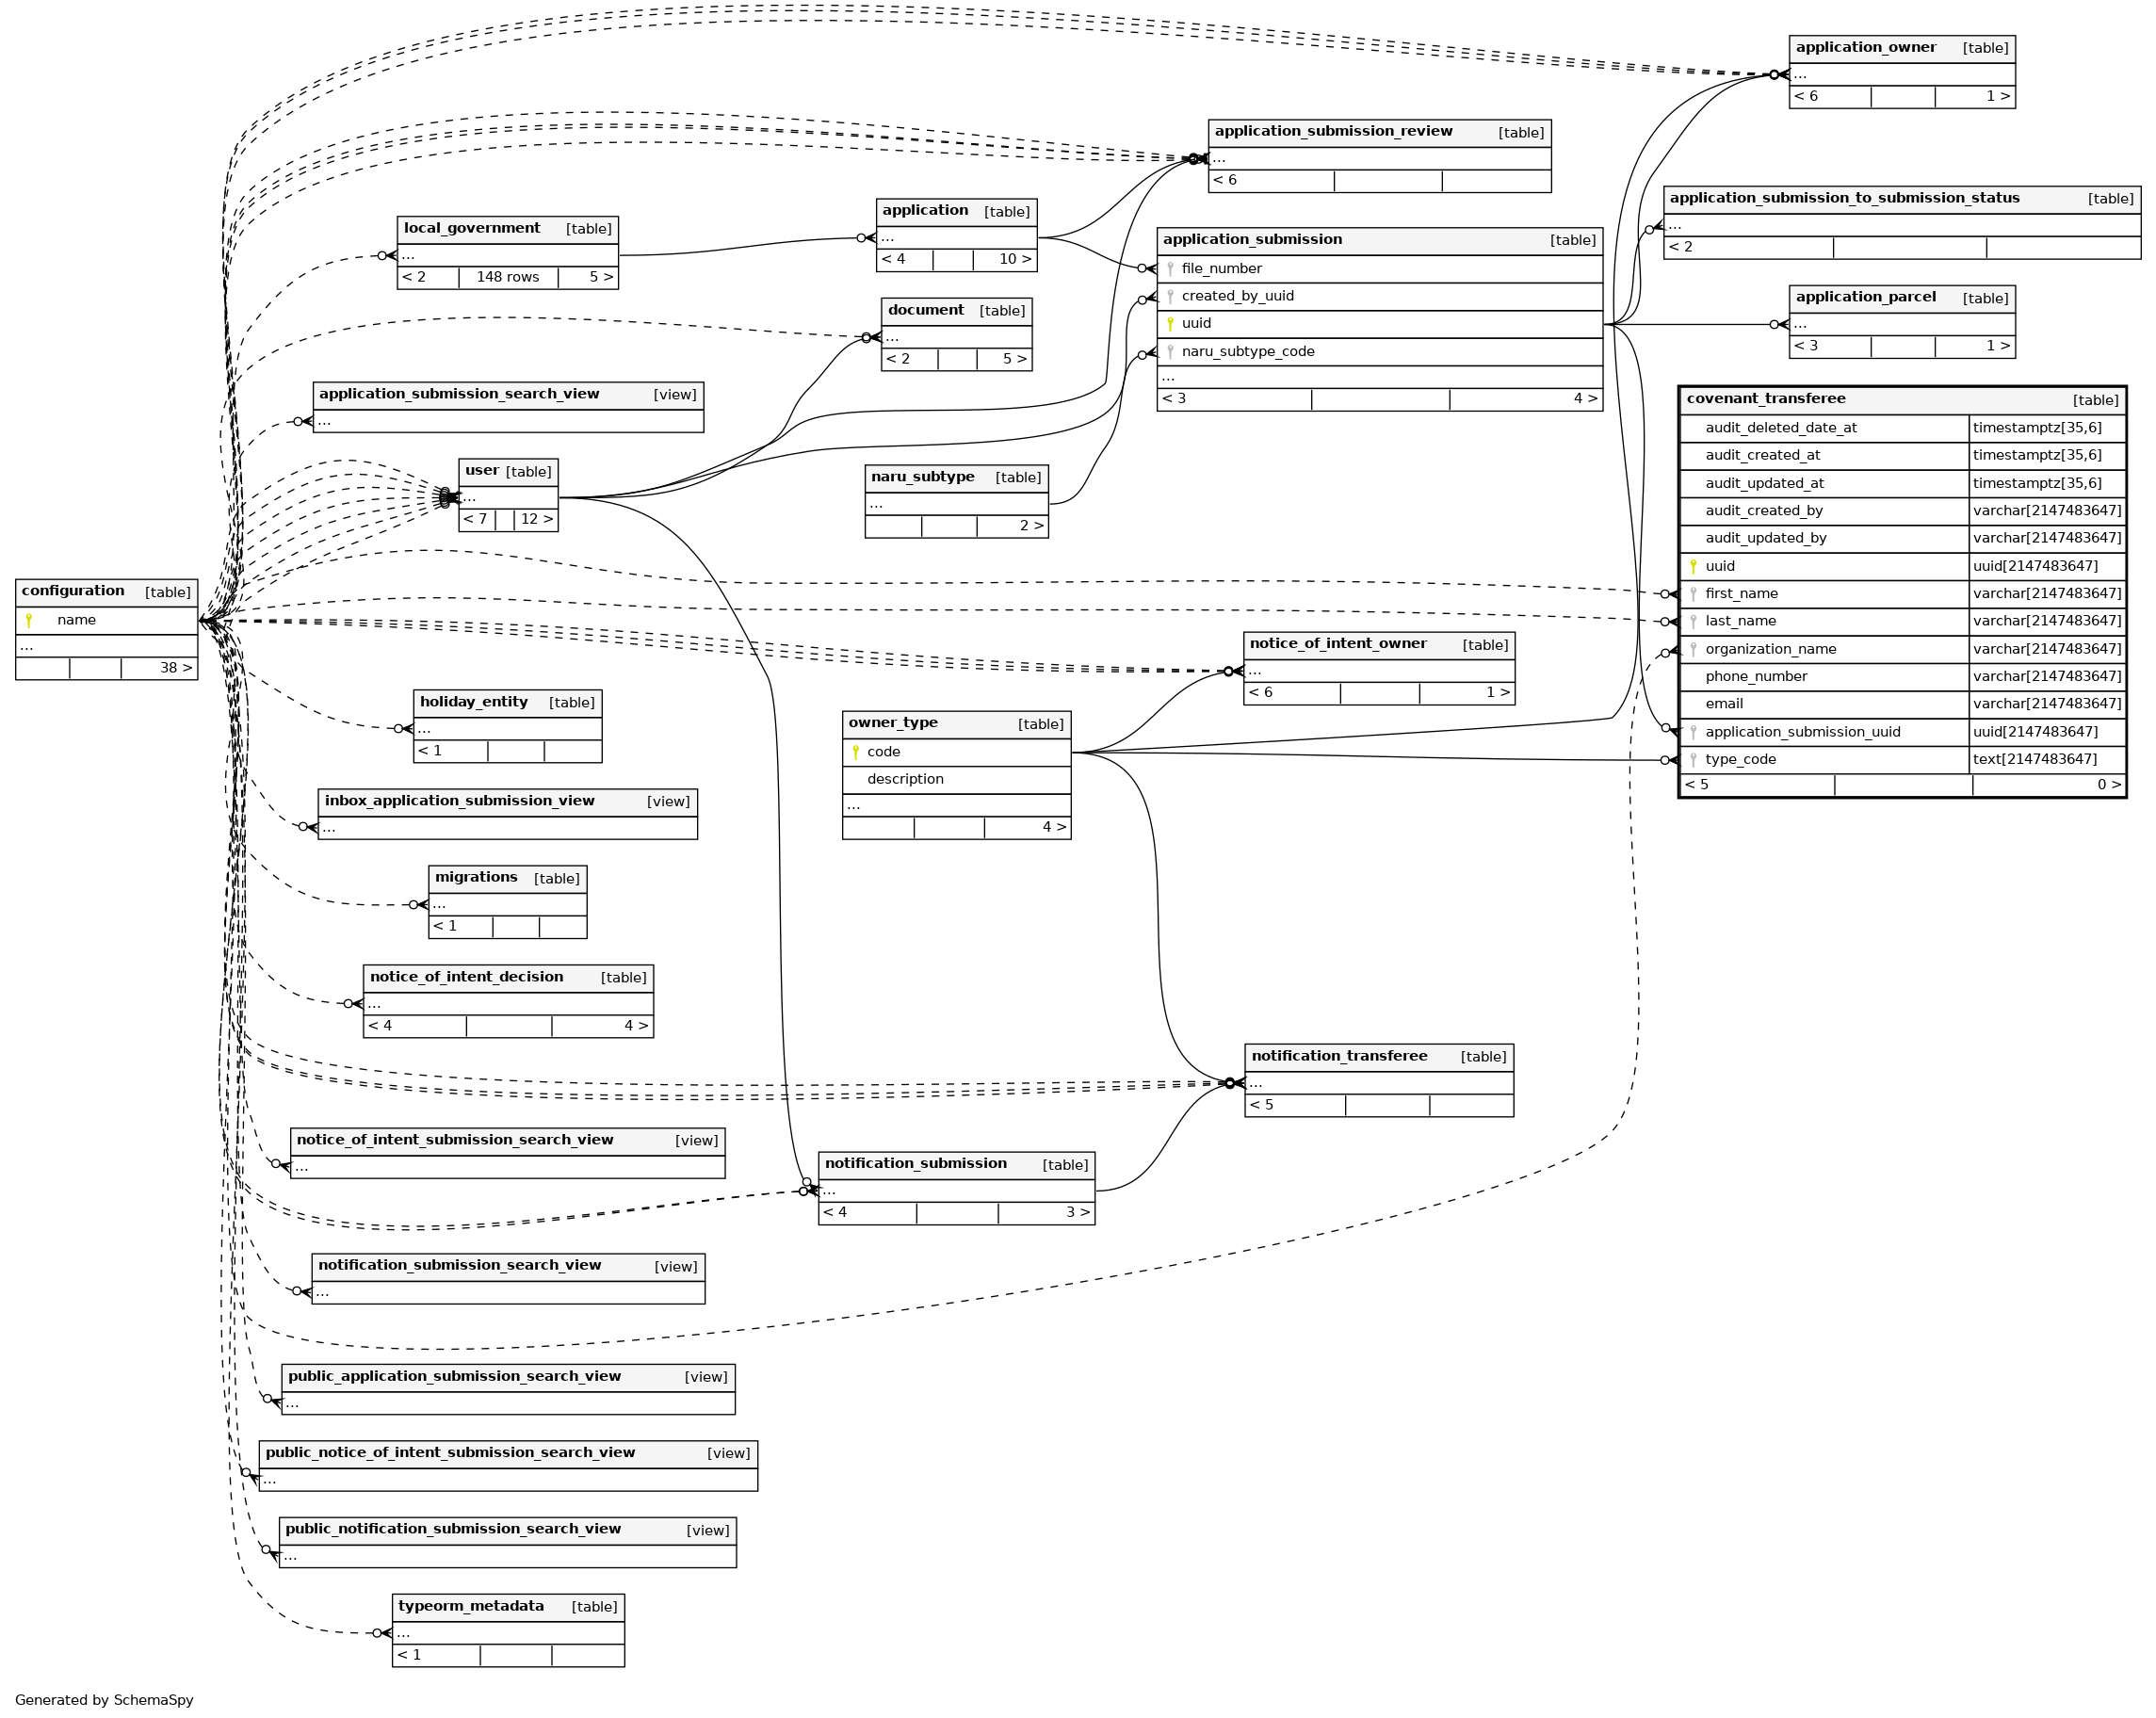 application_owner [table]
...
< 6 1 >
application_submission_review [table]
...
< 6
application_submission_to_submission_status [table]
...
< 2
application [table]
...
< 4 10 >
local_government [table]
...
< 2 148 rows 5 >
application_submission [table]
file_number
created_by_uuid
uuid
naru_subtype_code
...
< 3 4 >
application_parcel [table]
...
< 3 1 >
document [table]
...
< 2 5 >
application_submission_search_view [view]
...
covenant_transferee [table]
audit_deleted_date_at timestamptz[35,6]
audit_created_at timestamptz[35,6]
audit_updated_at timestamptz[35,6]
audit_created_by varchar[2147483647]
audit_updated_by varchar[2147483647]
uuid uuid[2147483647]
first_name varchar[2147483647]
last_name varchar[2147483647]
organization_name varchar[2147483647]
phone_number varchar[2147483647]
email varchar[2147483647]
application_submission_uuid uuid[2147483647]
type_code text[2147483647]
< 5 0 >
user [table]
...
< 7 12 >
naru_subtype [table]
...
2 >
configuration [table]
name
...
38 >
notice_of_intent_owner [table]
...
< 6 1 >
holiday_entity [table]
...
< 1
owner_type [table]
code
description
...
4 >
inbox_application_submission_view [view]
...
migrations [table]
...
< 1
notice_of_intent_decision [table]
...
< 4 4 >
notification_transferee [table]
...
< 5
notice_of_intent_submission_search_view [view]
...
notification_submission [table]
...
< 4 3 >
notification_submission_search_view [view]
...
public_application_submission_search_view [view]
...
public_notice_of_intent_submission_search_view [view]
...
public_notification_submission_search_view [view]
...
typeorm_metadata [table]
...
< 1
Generated by SchemaSpy